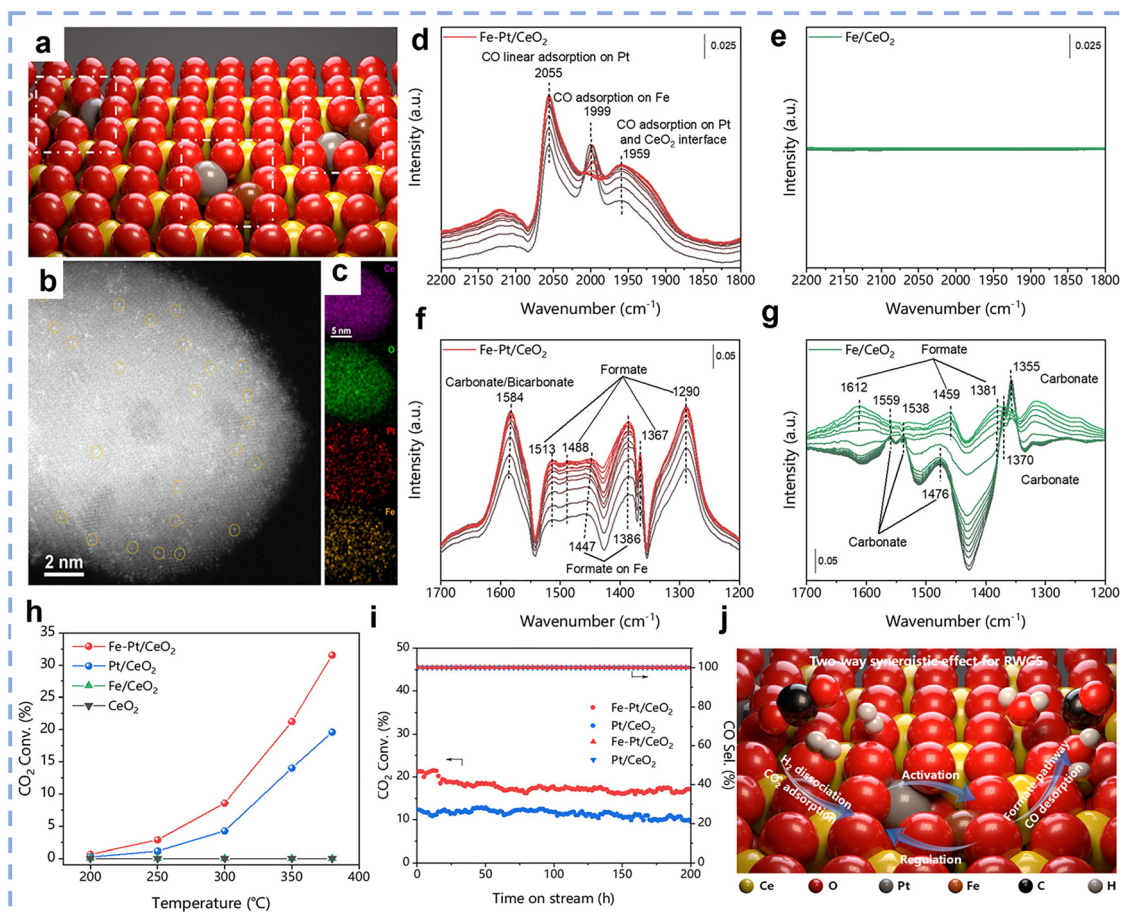 a
b
2 nm
c
Ce
5 nm
O
Pt
Fe
d
Fe-Pt/CeO₂
0.025
CO linear adsorption on Pt
2055
CO adsorption on Fe
1999
CO adsorption on Pt
and CeO₂ interface
1959
Intensity (a.u.)
2200 2150 2100 2050 2000 1950 1900 1850 1800
Wavenumber (cm⁻¹)
e
Fe/CeO₂
0.025
Intensity (a.u.)
2200 2150 2100 2050 2000 1950 1900 1850 1800
Wavenumber (cm⁻¹)
f
Fe-Pt/CeO₂
0.05
Carbonate/Bicarbonate
1584
Formate
1290
1513
1488
1367
1447
1386
Formate on Fe
Intensity (a.u.)
1700 1600 1500 1400 1300 1200
Wavenumber (cm⁻¹)
g
Fe/CeO₂
Formate
1355
1612
1559
1538
1459
1381
Carbonate
1370
Carbonate
1476
Carbonate
0.05
Intensity (a.u.)
1700 1600 1500 1400 1300 1200
Wavenumber (cm⁻¹)
h
Fe-Pt/CeO₂
Pt/CeO₂
Fe/CeO₂
CeO₂
CO₂ Conv. (%)
35
30
25
20
15
10
5
0
200 250 300 350 400
Temperature (℃)
i
Fe-Pt/CeO₂
Pt/CeO₂
Fe-Pt/CeO₂
Pt/CeO₂
CO₂ Conv. (%)
50
40
30
20
10
0
CO Sel. (%)
100
80
60
40
20
0
0 50 100 150 200
Time on stream (h)
j
Two-way synergistic effect for RWGS
H₂ dissociation
CO₂ adsorption
Activation
Regulation
Formate pathway
CO desorption
Ce O Pt Fe C H